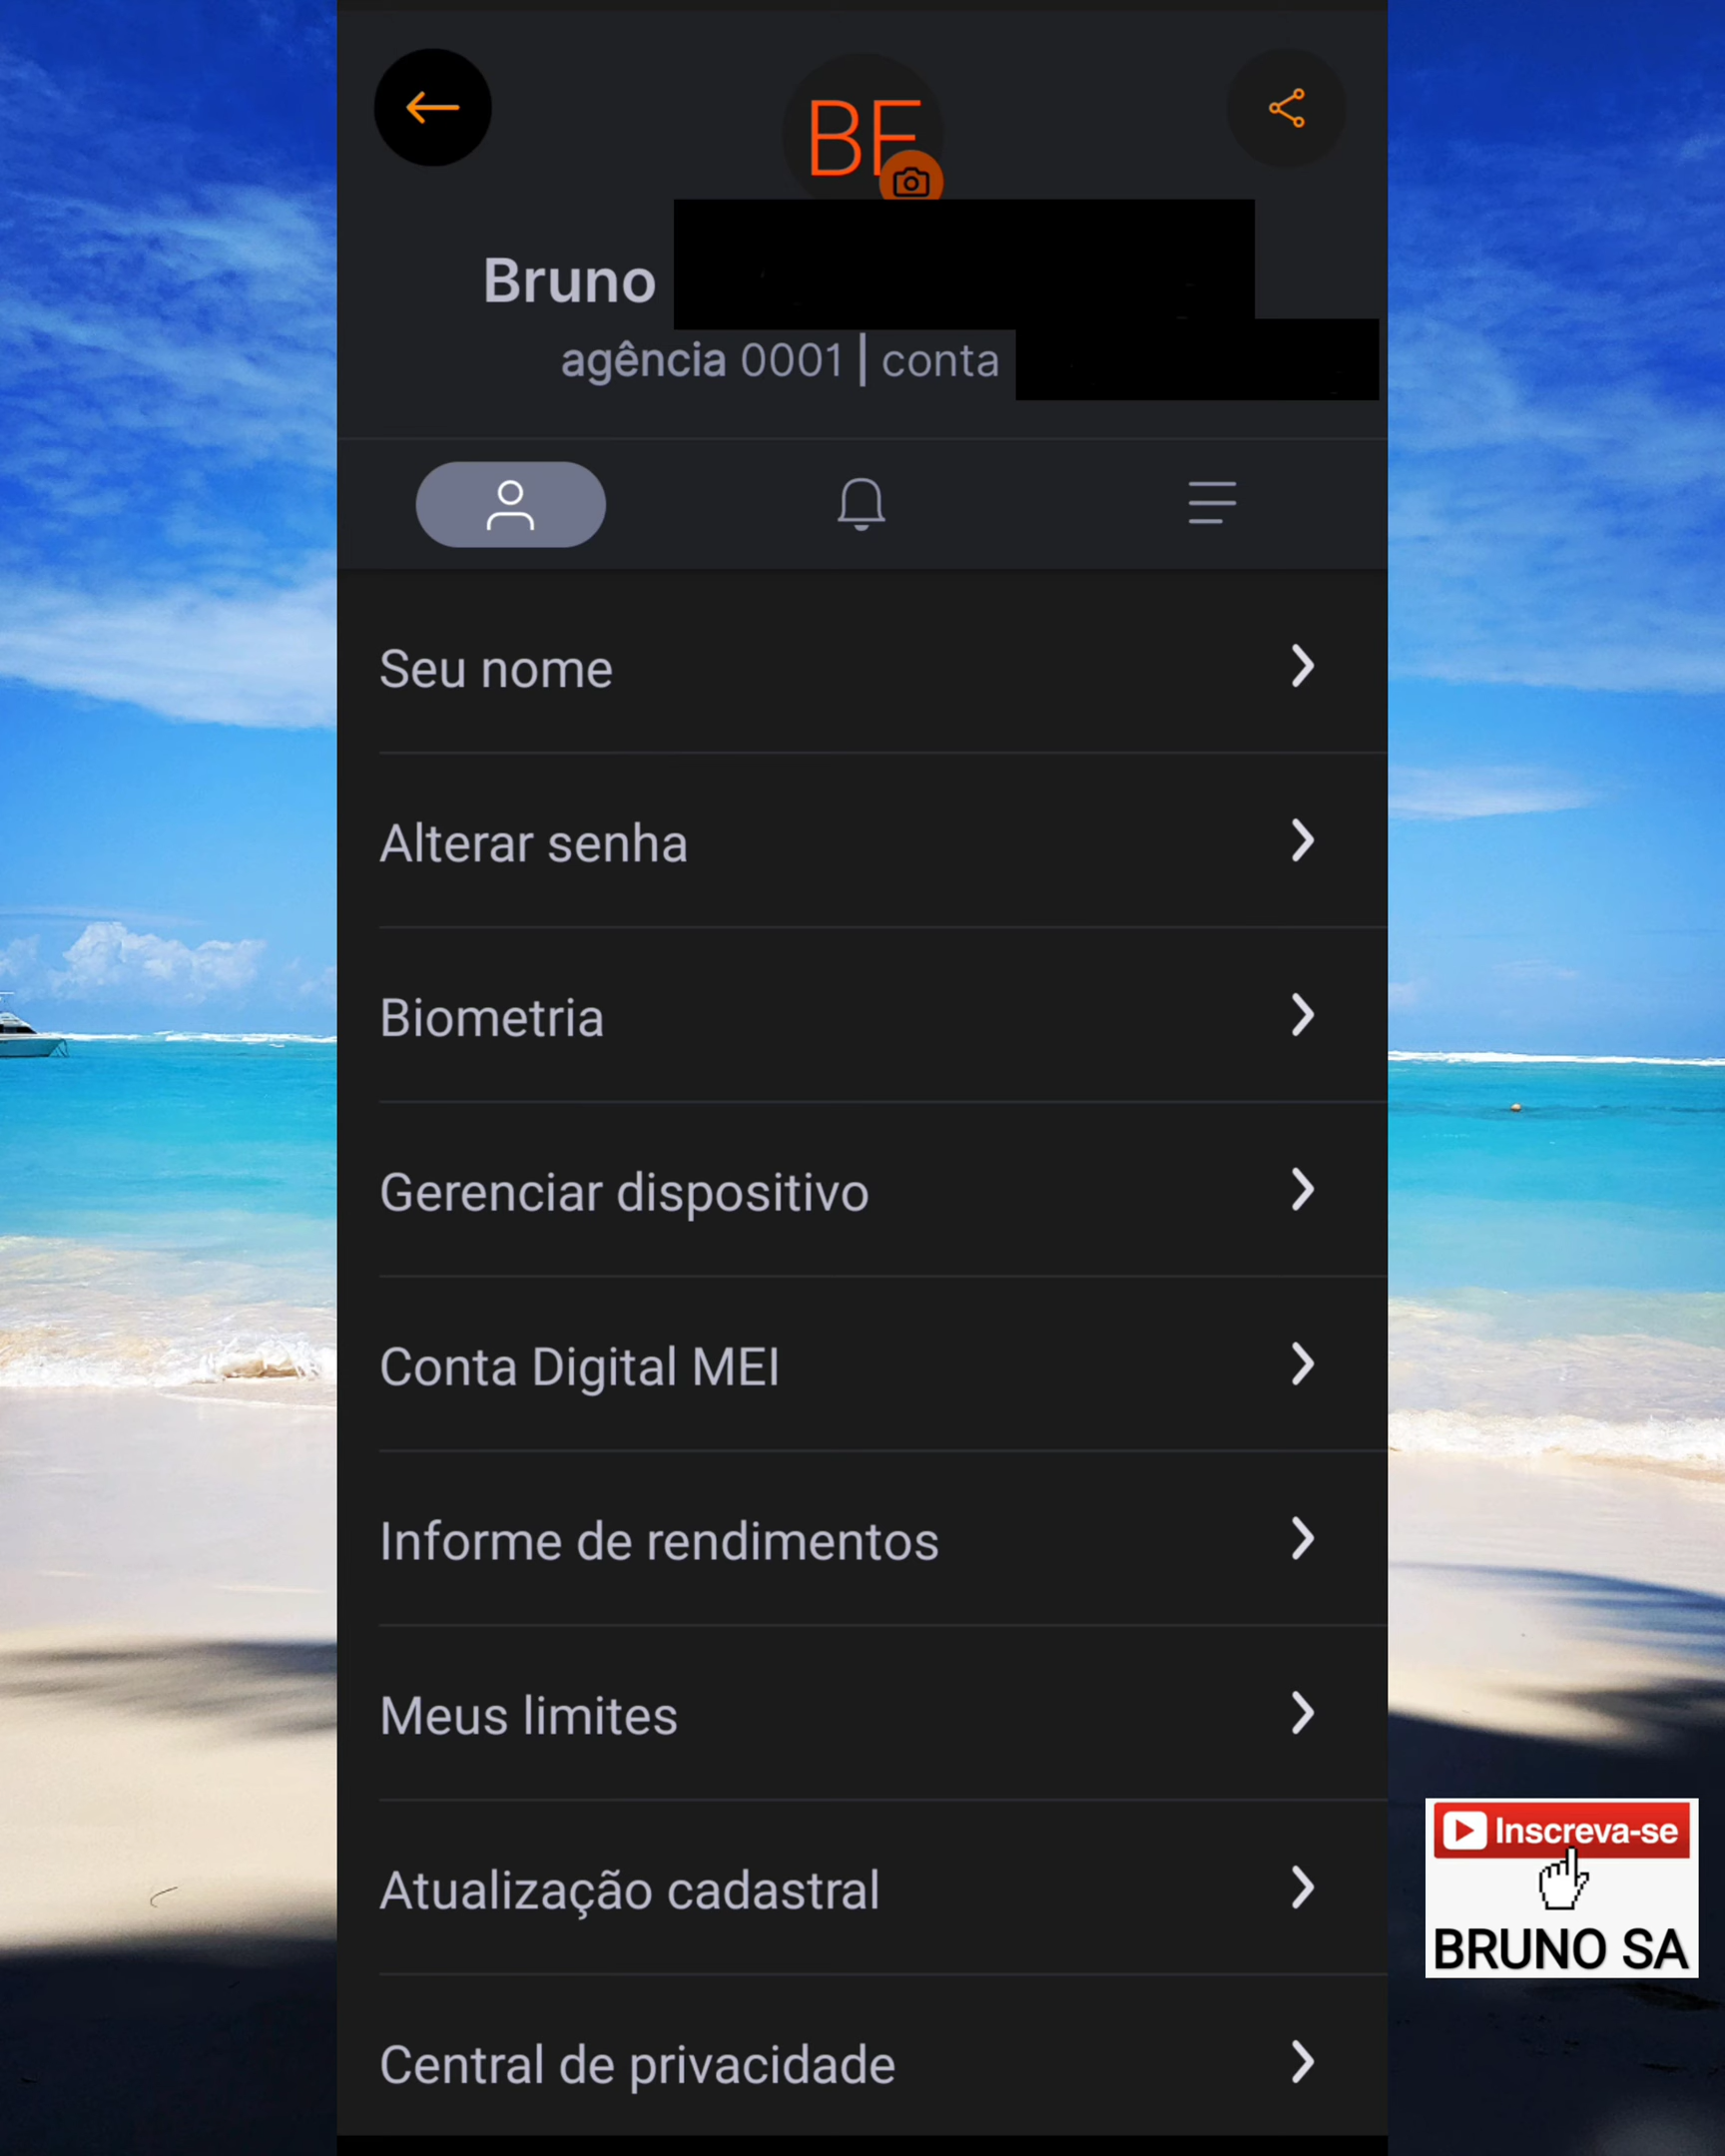 BF
Bruno
agência 0001 | conta
Seu nome
Alterar senha
Biometria
Gerenciar dispositivo
Conta Digital MEI
Informe de rendimentos
Meus limites
Atualização cadastral
Central de privacidade
Inscreva-se
BRUNO SA